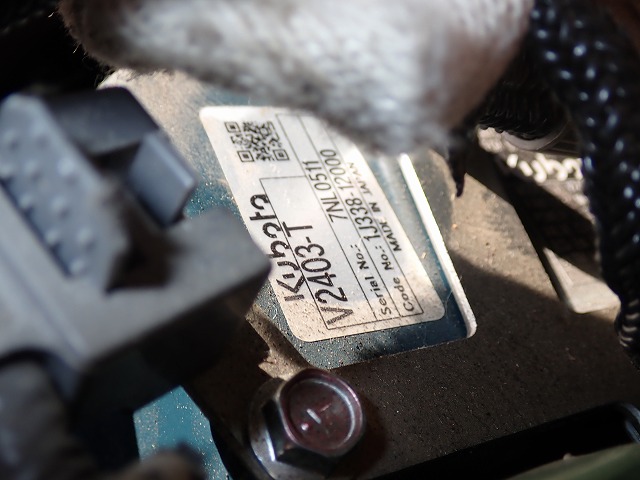 Kubota
V2403-T
Serial No.: 7NL0511
Code No.: 1J338-12000
MADE IN JAPAN